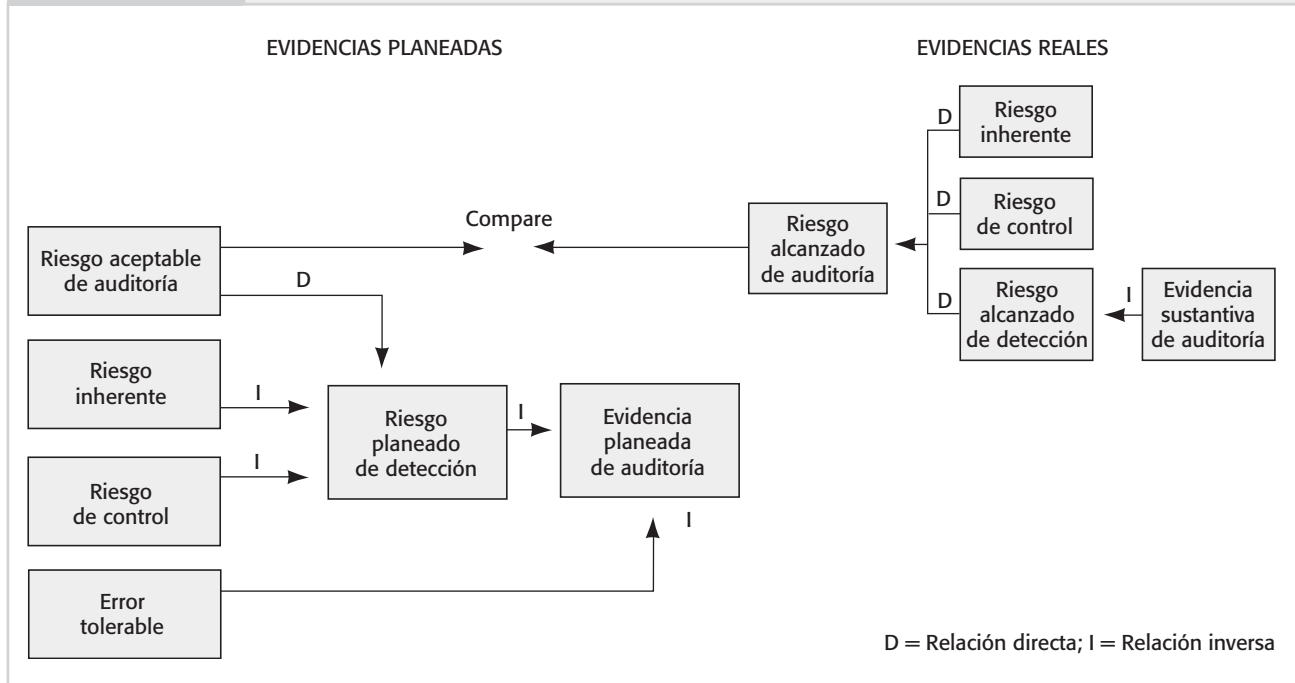 EVIDENCIAS PLANEADAS
EVIDENCIAS REALES
D
Riesgo
inherente
D
Riesgo
de control
Compare
Riesgo
alcanzado
de auditoría
Riesgo aceptable
de auditoría
D
D
Riesgo
alcanzado
de detección
I
Evidencia
sustantiva
de auditoría
Riesgo
inherente
I
Riesgo
planeado
de detección
I
Evidencia
planeada
de auditoría
Riesgo
de control
I
I
Error
tolerable
D = Relación directa; I = Relación inversa